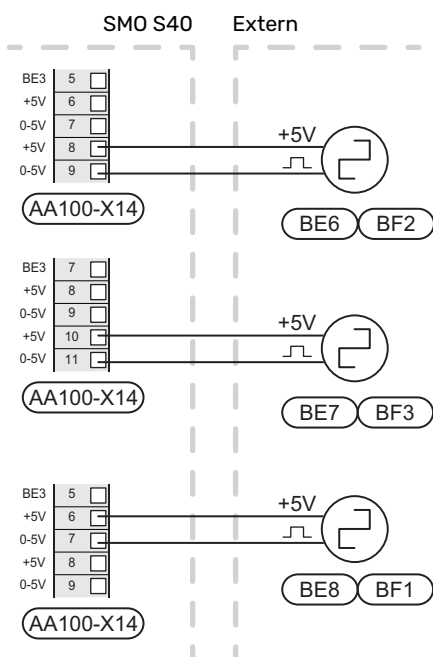 SMO S40 Extern
BE3 5
+5V 6
0-5V 7
+5V 8
0-5V 9
+5V
AA100-X14
BE6 BF2
BE3 7
+5V 8
0-5V 9
+5V 10
0-5V 11
+5V
AA100-X14
BE7 BF3
BE3 5
+5V 6
0-5V 7
+5V 8
0-5V 9
+5V
AA100-X14
BE8 BF1